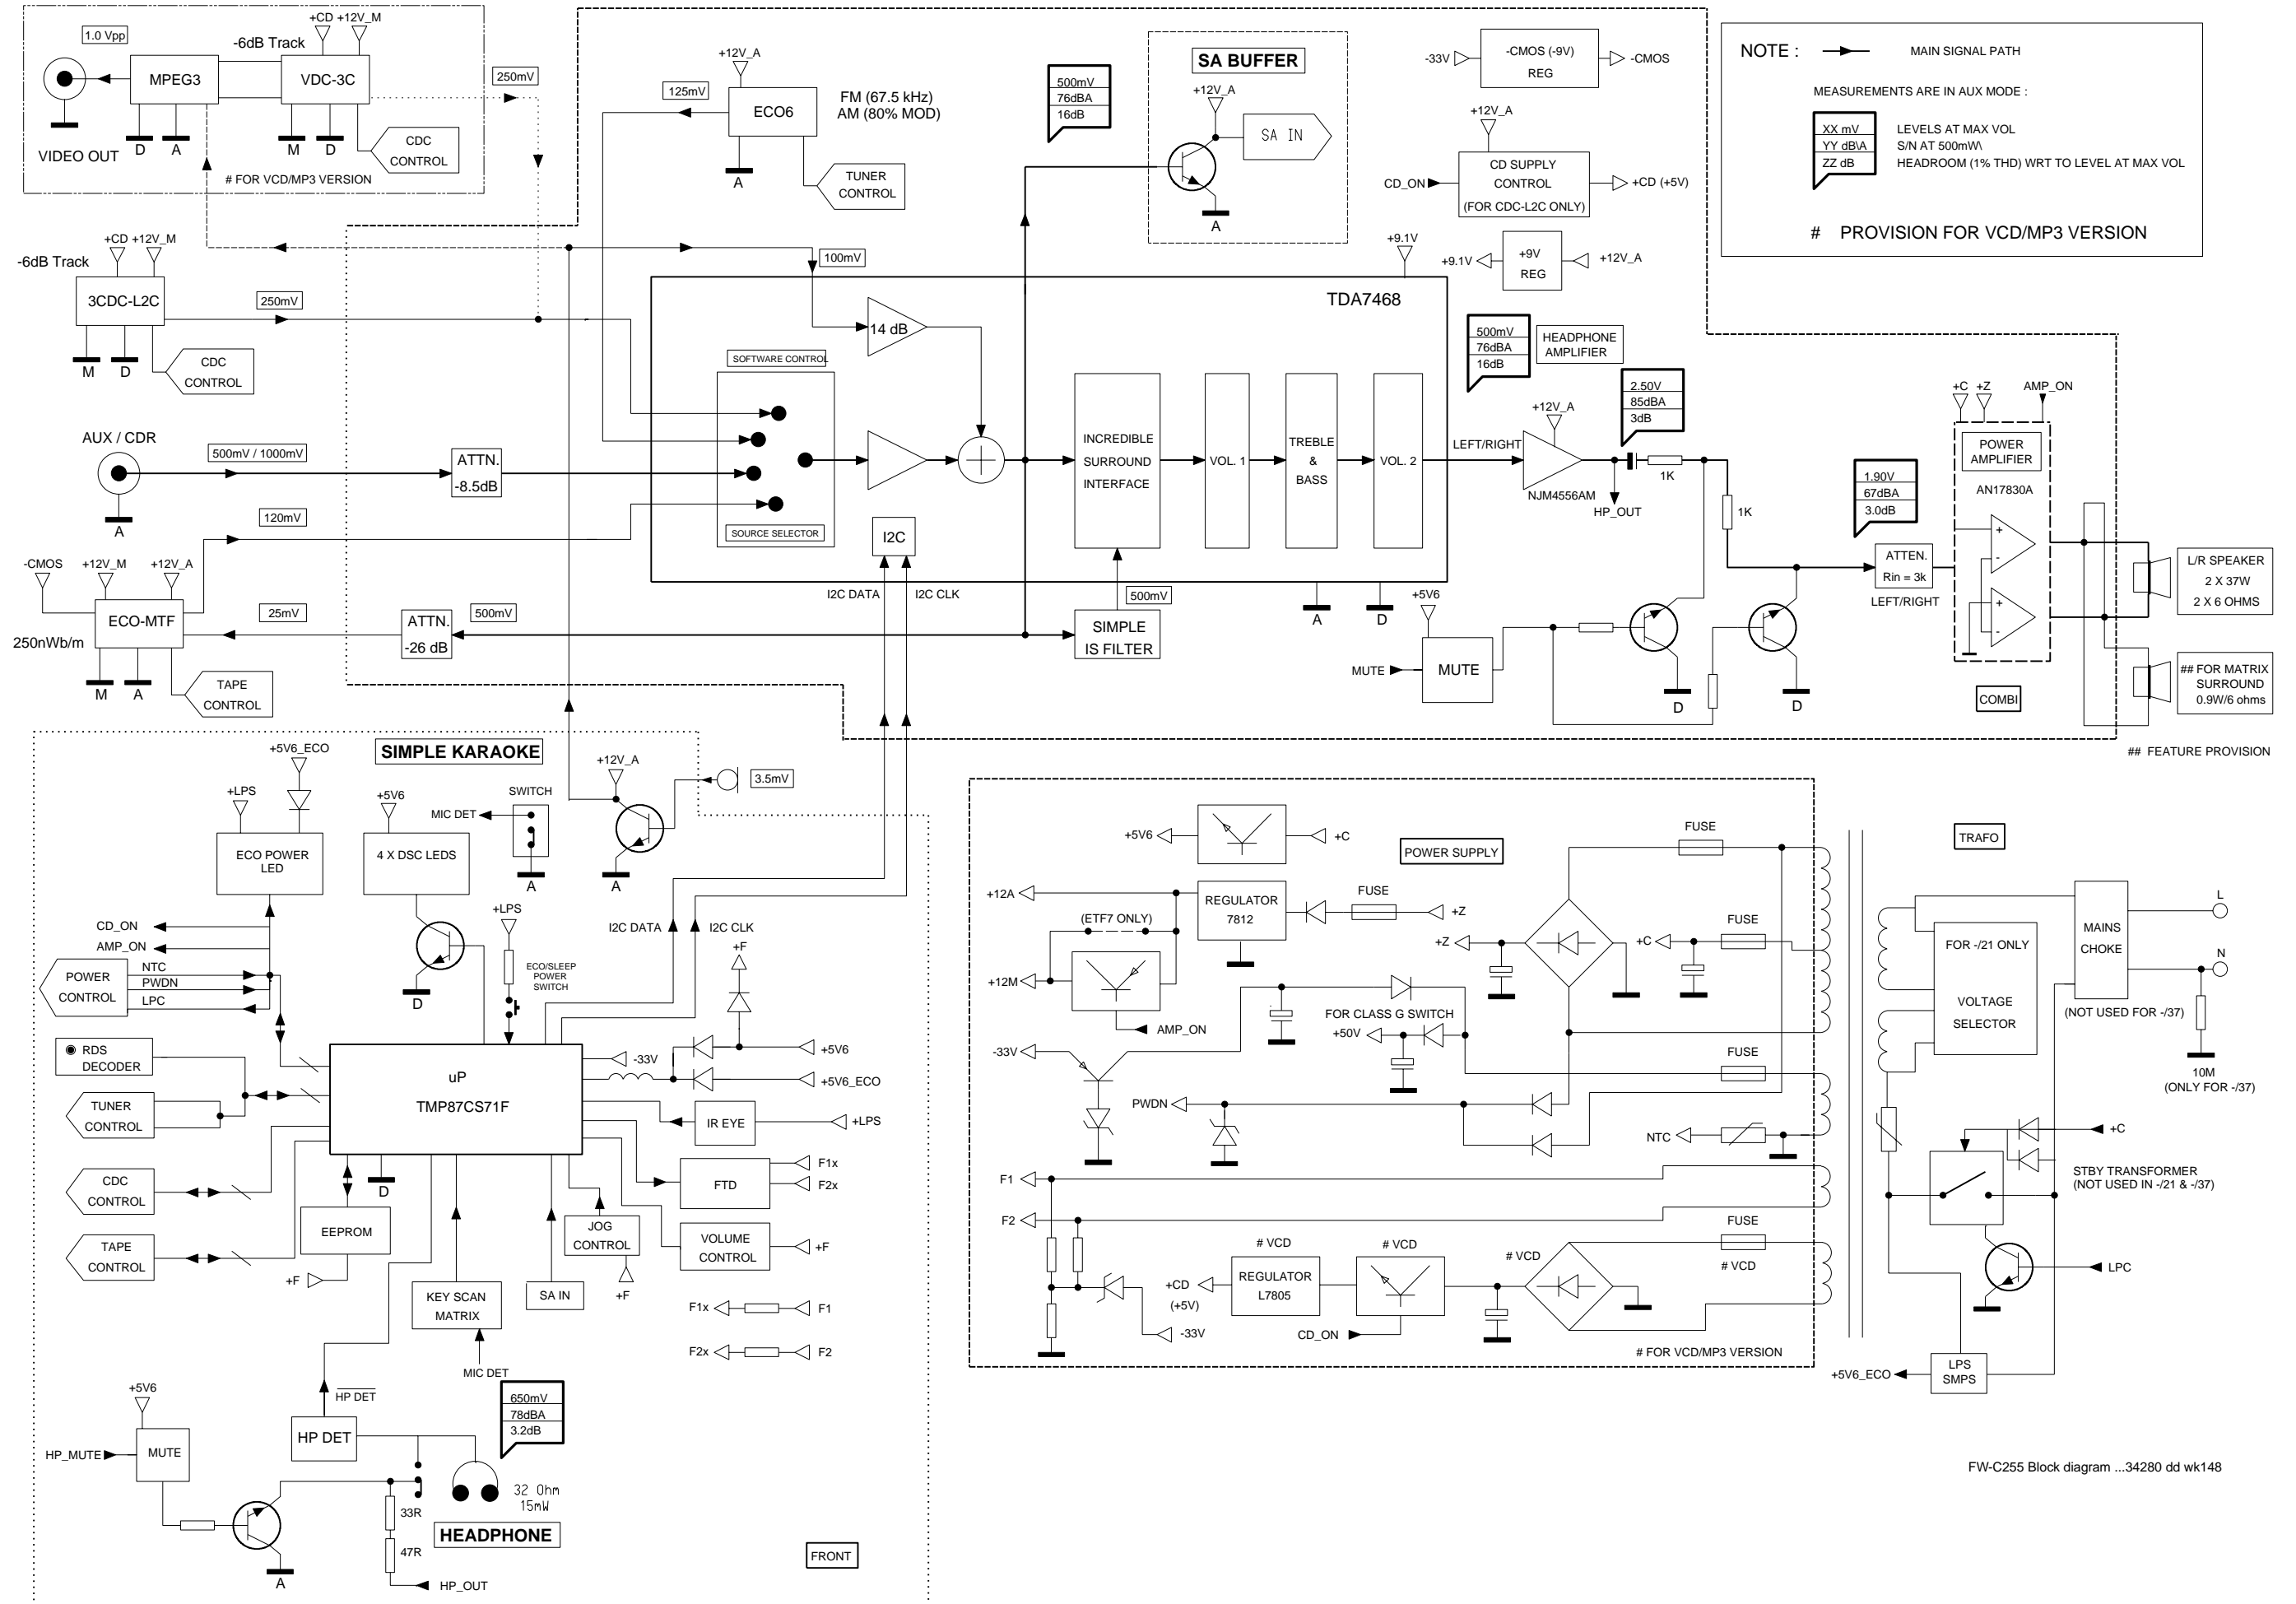 +CD +12V_M
1.0 Vpp
-6dB Track
MPEG3
VDC-3C
250mV
VIDEO OUT
D
A
M
D
CDC
CONTROL
# FOR VCD/MP3 VERSION
+12V_A
125mV
ECO6
FM (67.5 kHz)
AM (80% MOD)
A
TUNER
CONTROL
500mV
76dBA
16dB
SA BUFFER
+12V_A
SA IN
A
-33V
-CMOS (-9V)
REG
-CMOS
+12V_A
CD_ON
CD SUPPLY
CONTROL
(FOR CDC-L2C ONLY)
+CD (+5V)
+9.1V
+9.1V
+9V
REG
+12V_A
NOTE :
MAIN SIGNAL PATH
MEASUREMENTS ARE IN AUX MODE :
XX mV
LEVELS AT MAX VOL
YY dB\A
S/N AT 500mW\
ZZ dB
HEADROOM (1% THD) WRT TO LEVEL AT MAX VOL
# PROVISION FOR VCD/MP3 VERSION
+CD +12V_M
-6dB Track
3CDC-L2C
250mV
M
D
CDC
CONTROL
100mV
TDA7468
14 dB
SOFTWARE CONTROL
SOURCE SELECTOR
I2C
INCREDIBLE
SURROUND
INTERFACE
VOL. 1
TREBLE
&
BASS
VOL. 2
I2C DATA
I2C CLK
500mV
A
D
AUX / CDR
500mV / 1000mV
A
ATTN.
-8.5dB
120mV
-CMOS
+12V_M
+12V_A
25mV
500mV
ECO-MTF
250nWb/m
ATTN.
-26 dB
SIMPLE
IS FILTER
M
A
TAPE
CONTROL
500mV
76dBA
16dB
HEADPHONE
AMPLIFIER
+12V_A
LEFT/RIGHT
NJM4556AM
HP_OUT
2.50V
85dBA
3dB
1K
1K
+5V6
MUTE
MUTE
D
D
1.90V
67dBA
3.0dB
ATTEN.
Rin = 3k
LEFT/RIGHT
+C
+Z
AMP_ON
POWER
AMPLIFIER
AN17830A
+
-
+
-
COMBI
L/R SPEAKER
2 X 37W
2 X 6 OHMS
## FOR MATRIX
SURROUND
0.9W/6 ohms
## FEATURE PROVISION
SIMPLE KARAOKE
+5V6_ECO
+LPS
ECO POWER
LED
+5V6
4 X DSC LEDS
D
SWITCH
MIC DET
A
+12V_A
3.5mV
A
CD_ON
AMP_ON
POWER
CONTROL
NTC
PWDN
LPC
+LPS
ECO/SLEEP
POWER
SWITCH
I2C DATA
I2C CLK
+F
RDS
DECODER
TUNER
CONTROL
CDC
CONTROL
TAPE
CONTROL
uP
TMP87CS71F
-33V
+5V6
+5V6_ECO
IR EYE
+LPS
FTD
F1x
F2x
VOLUME
CONTROL
+F
D
EEPROM
+F
KEY SCAN
MATRIX
MIC DET
SA IN
JOG
CONTROL
+F
F1x
F1
F2x
F2
+5V6
HP_MUTE
MUTE
A
HP DET
HP DET
650mV
78dBA
3.2dB
32 Ohm
15mW
33R
47R
HP_OUT
HEADPHONE
FRONT
+5V6
+C
POWER SUPPLY
FUSE
+12A
REGULATOR
7812
FUSE
+Z
(ETF7 ONLY)
+12M
AMP_ON
+Z
+C
FUSE
FOR CLASS G SWITCH
+50V
-33V
FUSE
PWDN
NTC
F1
F2
-33V
+CD
(+5V)
# VCD
REGULATOR
L7805
# VCD
CD_ON
# VCD
FUSE
# VCD
# FOR VCD/MP3 VERSION
TRAFO
FOR -/21 ONLY
VOLTAGE
SELECTOR
MAINS
CHOKE
(NOT USED FOR -/37)
L
N
10M
(ONLY FOR -/37)
+C
STBY TRANSFORMER
(NOT USED IN -/21 & -/37)
LPC
+5V6_ECO
LPS
SMPS
FW-C255 Block diagram ...34280 dd wk148